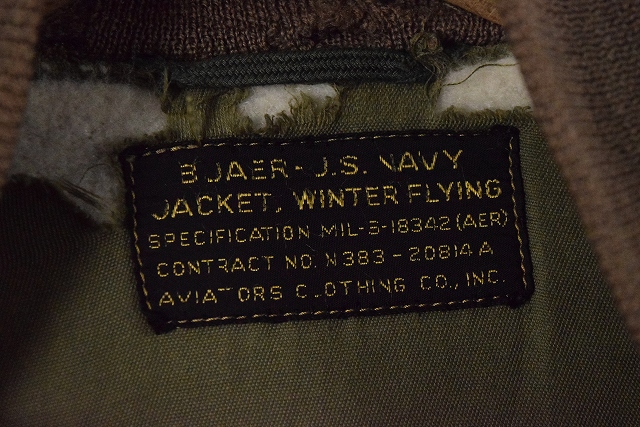 BUAER-U.S. NAVY
JACKET, WINTER FLYING
SPECIFICATION MIL-S-18342(AER)
CONTRACT NO. N383-20814A
AVIATORS CLOTHING CO., INC.